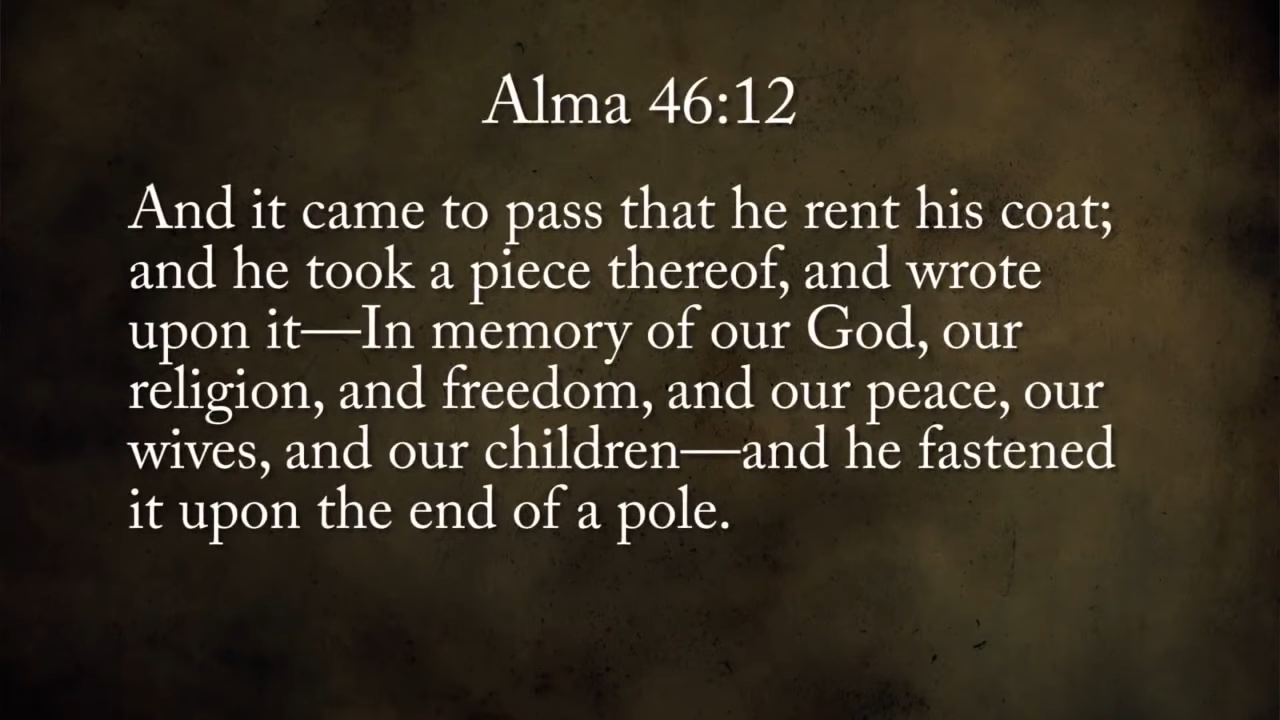 Alma 46:12
And it came to pass that he rent his coat;
and he took a piece thereof, and wrote
upon it—In memory of our God, our
religion, and freedom, and our peace, our
wives, and our children—and he fastened
it upon the end of a pole.